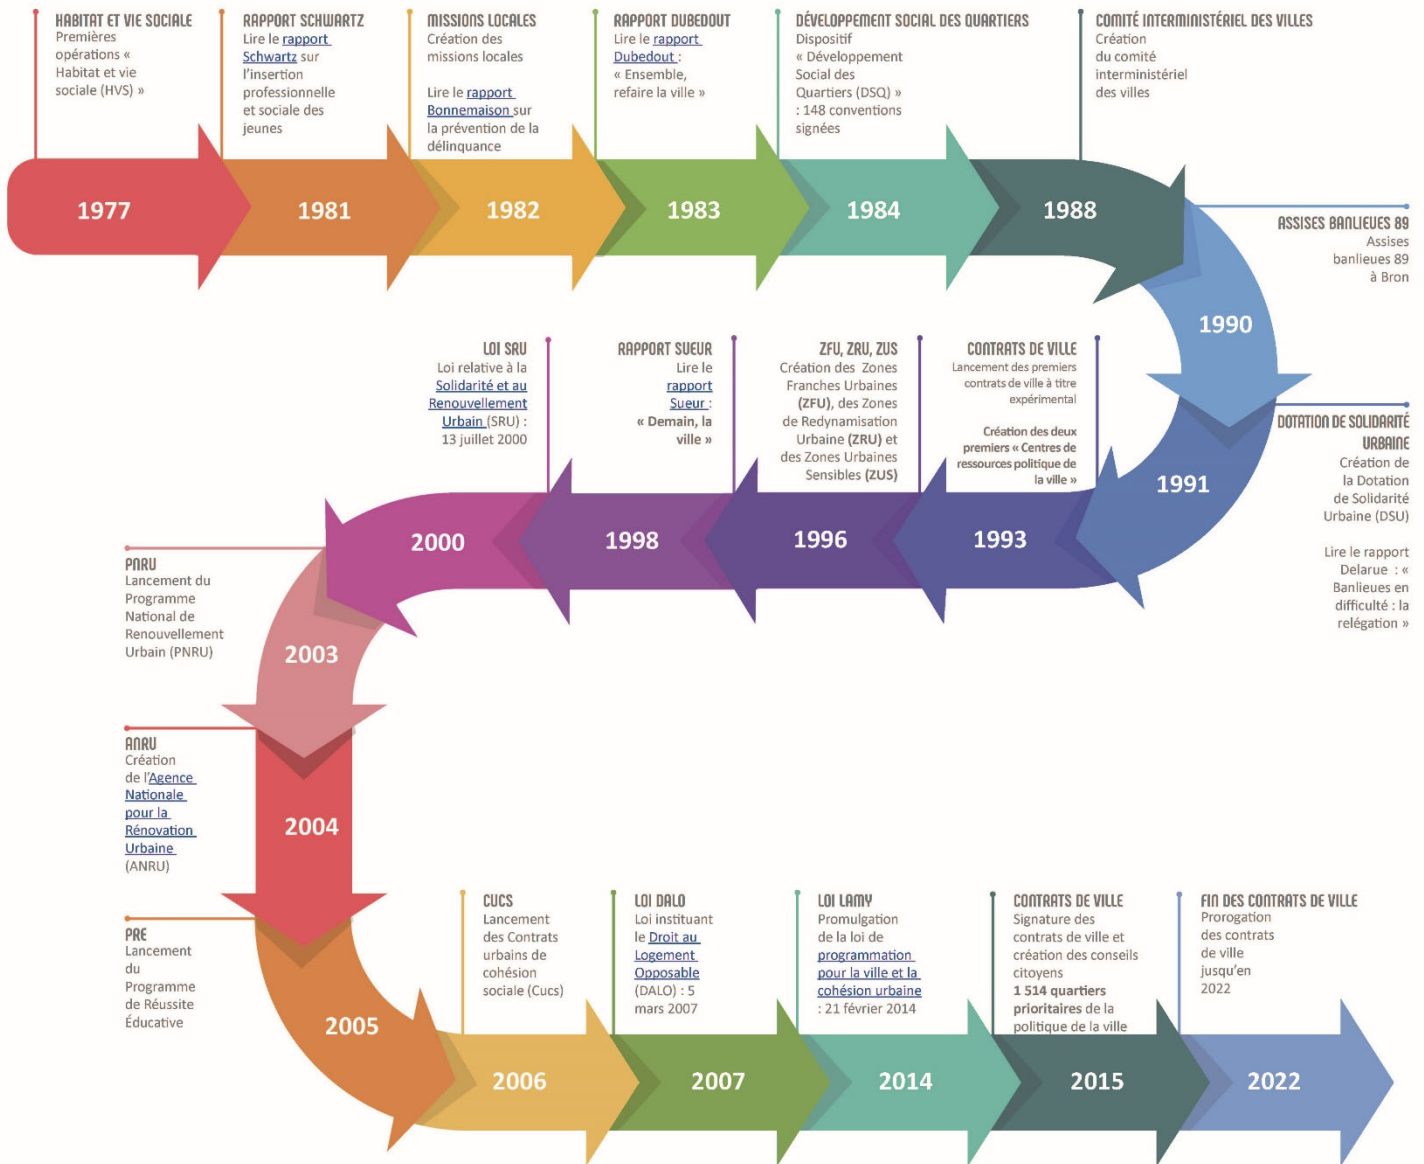 HABITAT ET VIE SOCIALE
Premières
opérations «
Habitat et vie
sociale (HVS) »
1977
RAPPORT SCHWARTZ
Lire le rapport
Schwartz sur
l'insertion
professionnelle
et sociale des
jeunes
1981
MISSIONS LOCALES
Création des
missions locales
Lire le rapport
Bonnemaison sur
la prévention de la
délinquance
1982
RAPPORT DUBEDOUT
Lire le rapport
Dubedout :
« Ensemble,
refaire la ville »
1983
DÉVELOPPEMENT SOCIAL DES QUARTIERS
Dispositif
« Développement
Social des
Quartiers (DSQ) »
: 148 conventions
signées
1984
COMITÉ INTERMINISTÉRIEL DES VILLES
Création
du comité
interministériel
des villes
1988
ASSISES BANLIEUES 89
Assises
banlieues 89
à Bron
1990
DOTATION DE SOLIDARITÉ
URBAINE
Création de
la Dotation
de Solidarité
Urbaine (DSU)
Lire le rapport
Delarue : «
Banlieues en
difficulté : la
relégation »
1991
CONTRATS DE VILLE
Lancement des premiers
contrats de ville à titre
expérimental
Création des deux
premiers « Centres de
ressources politique de
la ville »
1993
ZFU, ZRU, ZUS
Création des Zones
Franches Urbaines
(ZFU), des Zones
de Redynamisation
Urbaine (ZRU) et
des Zones Urbaines
Sensibles (ZUS)
1996
RAPPORT SUEUR
Lire le
rapport
Sueur :
« Demain, la
ville »
1998
LOI SRU
Loi relative à la
Solidarité et au
Renouvellement
Urbain (SRU) :
13 juillet 2000
2000
PNRU
Lancement du
Programme
National de
Renouvellement
Urbain (PNRU)
2003
ANRU
Création
de l'Agence
Nationale
pour la
Rénovation
Urbaine
(ANRU)
2004
PRE
Lancement
du
Programme
de Réussite
Éducative
2005
CUCS
Lancement
des Contrats
urbains de
cohésion
sociale (Cucs)
2006
LOI DALO
Loi instituant
le Droit au
Logement
Opposable
(DALO) : 5
mars 2007
2007
LOI LAMY
Promulgation
de la loi de
programmation
pour la ville et la
cohésion urbaine
: 21 février 2014
2014
CONTRATS DE VILLE
Signature des
contrats de ville et
création des conseils
citoyens
1 514 quartiers
prioritaires de la
politique de la ville
2015
FIN DES CONTRATS DE VILLE
Prorogation
des contrats
de ville
jusqu'en
2022
2022